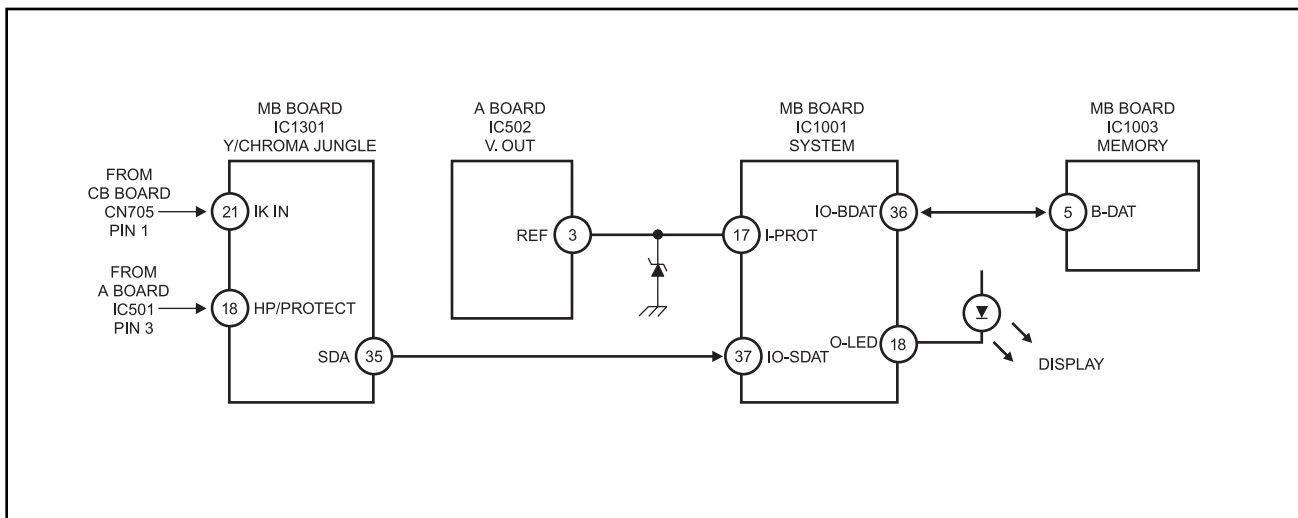 MB BOARD
IC1301
Y/CHROMA JUNGLE
A BOARD
IC502
V. OUT
MB BOARD
IC1001
SYSTEM
MB BOARD
IC1003
MEMORY
FROM
CB BOARD
CN705
PIN 1
21 IK IN
FROM
A BOARD
IC501
PIN 3
18 HP/PROTECT
SDA 35
REF 3
17 I-PROT
37 IO-SDAT
IO-BDAT 36
O-LED 18
5 B-DAT
DISPLAY